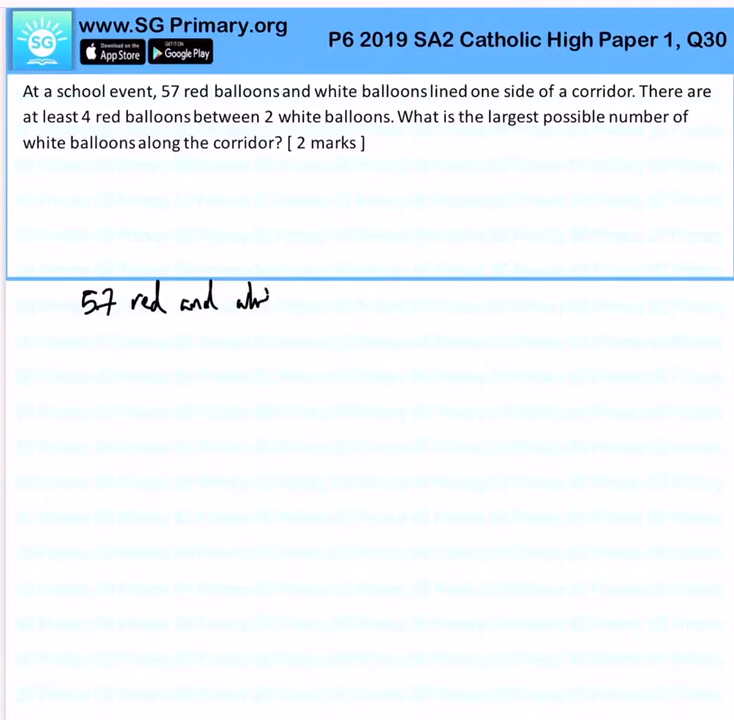 www.SG Primary.org
SG
Download on the
App Store
GET IT ON
Google Play
P6 2019 SA2 Catholic High Paper 1, Q30
At a school event, 57 red balloons and white balloons lined one side of a corridor. There are
at least 4 red balloons between 2 white balloons. What is the largest possible number of
white balloons along the corridor? [ 2 marks ]
57 red and whi